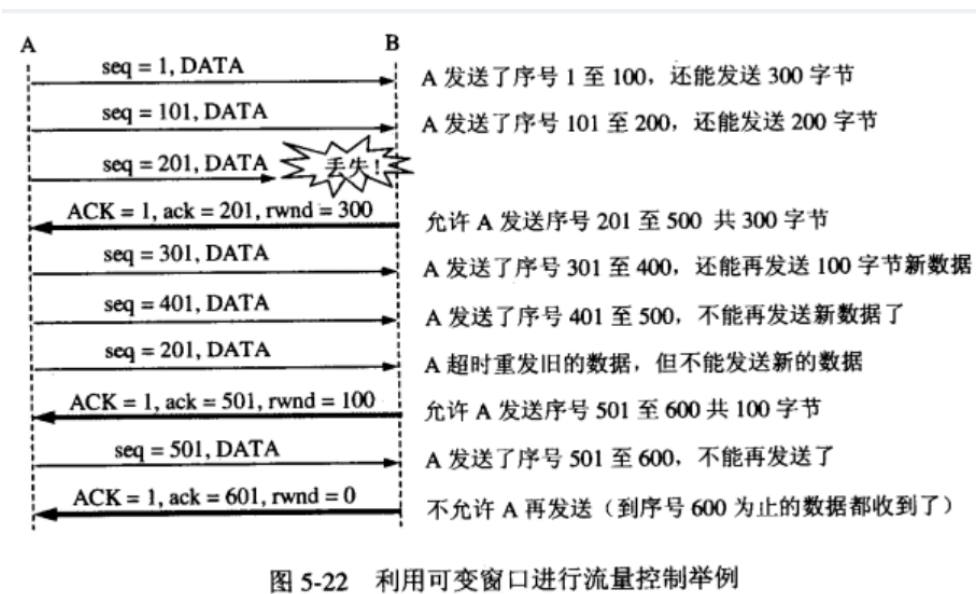 A B
seq = 1, DATA A 发送了序号 1 至 100，还能发送 300 字节
seq = 101, DATA A 发送了序号 101 至 200，还能发送 200 字节
seq = 201, DATA 丢失!
ACK = 1, ack = 201, rwnd = 300 允许 A 发送序号 201 至 500 共 300 字节
seq = 301, DATA A 发送了序号 301 至 400，还能再发送 100 字节新数据
seq = 401, DATA A 发送了序号 401 至 500，不能再发送新数据了
seq = 201, DATA A 超时重发旧的数据，但不能发送新的数据
ACK = 1, ack = 501, rwnd = 100 允许 A 发送序号 501 至 600 共 100 字节
seq = 501, DATA A 发送了序号 501 至 600，不能再发送了
ACK = 1, ack = 601, rwnd = 0 不允许 A 再发送（到序号 600 为止的数据都收到了）
图 5-22 利用可变窗口进行流量控制举例